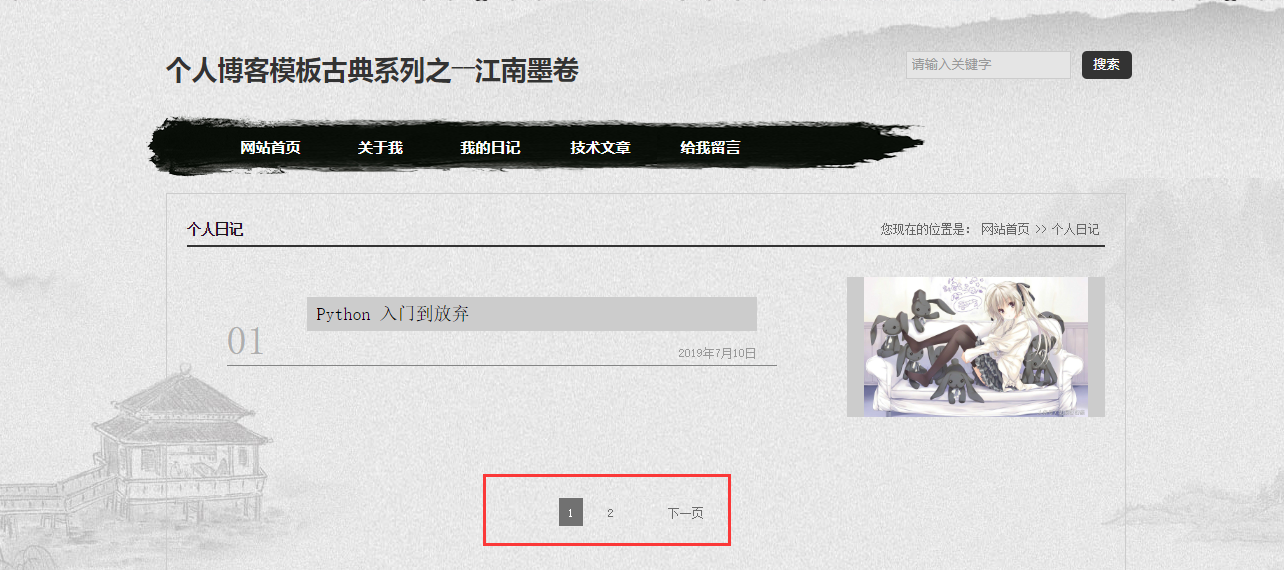 个人博客模板古典系列之--江南墨卷
请输入关键字
搜索
网站首页 关于我 我的日记 技术文章 给我留言
个人日记
您现在的位置是： 网站首页 >> 个人日记
Python 入门到放弃
01
2019年7月10日
1 2 下一页